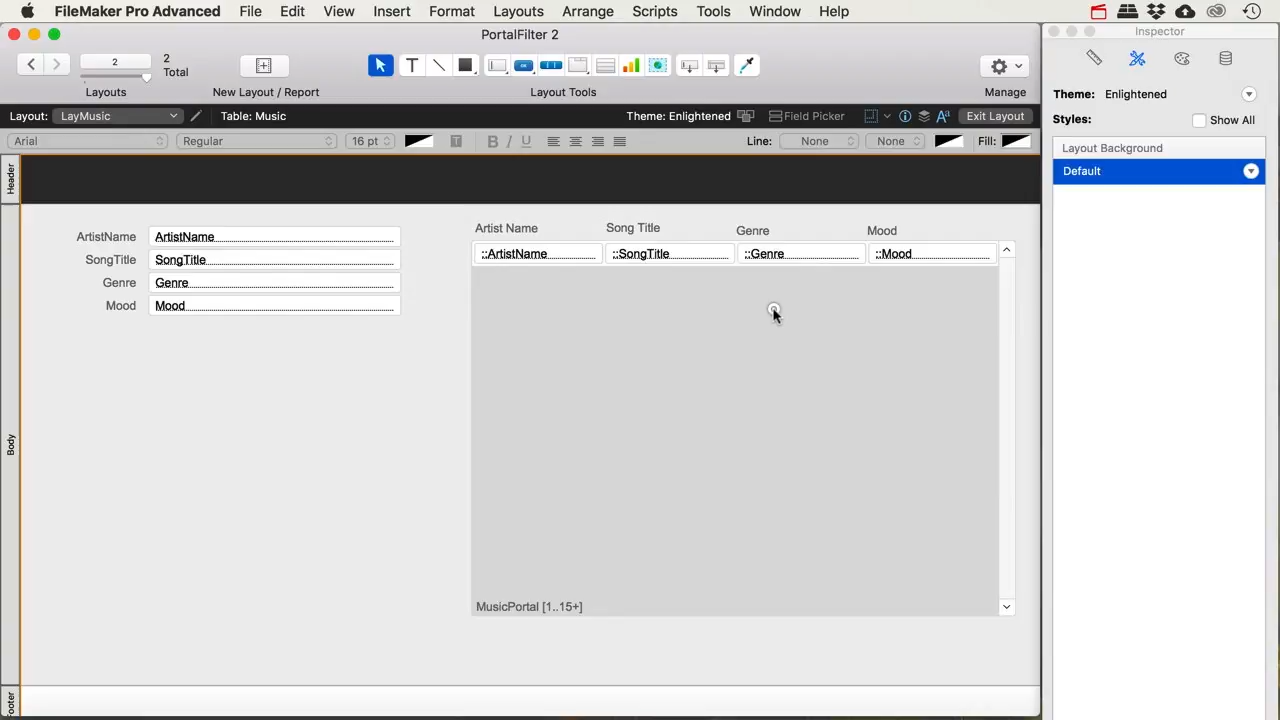 FileMaker Pro Advanced File Edit View Insert Format Layouts Arrange Scripts Tools Window Help
PortalFilter 2
Inspector
2
2
Total
Layouts
New Layout / Report
Layout Tools
Manage
Layout: LayMusic
Table: Music
Theme: Enlightened
Field Picker
Exit Layout
Arial
Regular
16 pt
B I U
Line: None
None
Fill:
Theme: Enlightened
Styles:
Show All
Layout Background
Default
Header
Body
Footer
ArtistName ArtistName
SongTitle SongTitle
Genre Genre
Mood Mood
Artist Name Song Title Genre Mood
::ArtistName ::SongTitle ::Genre ::Mood
MusicPortal [1..15+]